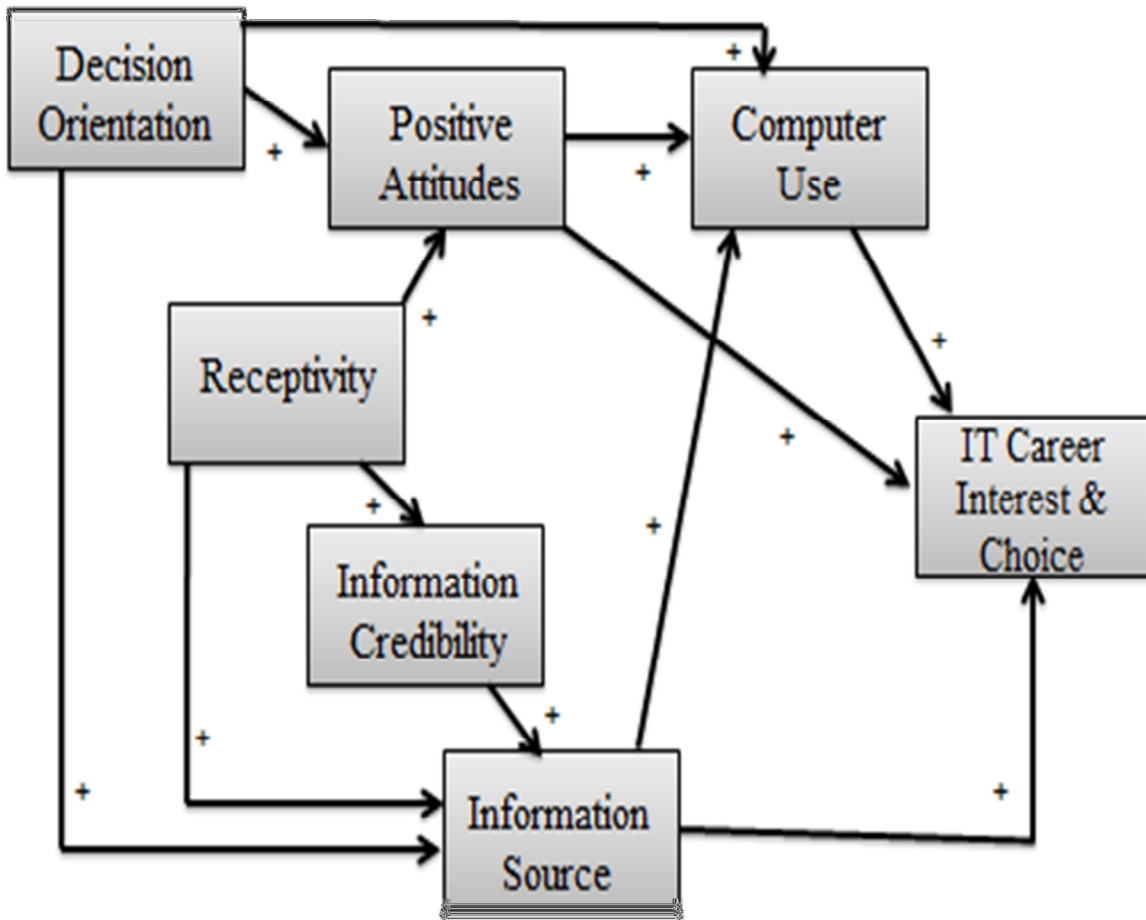 Decision
Orientation
+
+
Positive
Attitudes
+
Computer
Use
Receptivity
+
+
+
+
IT Career
Interest &
Choice
+
Information
Credibility
+
+
+
+
Information
Source
+